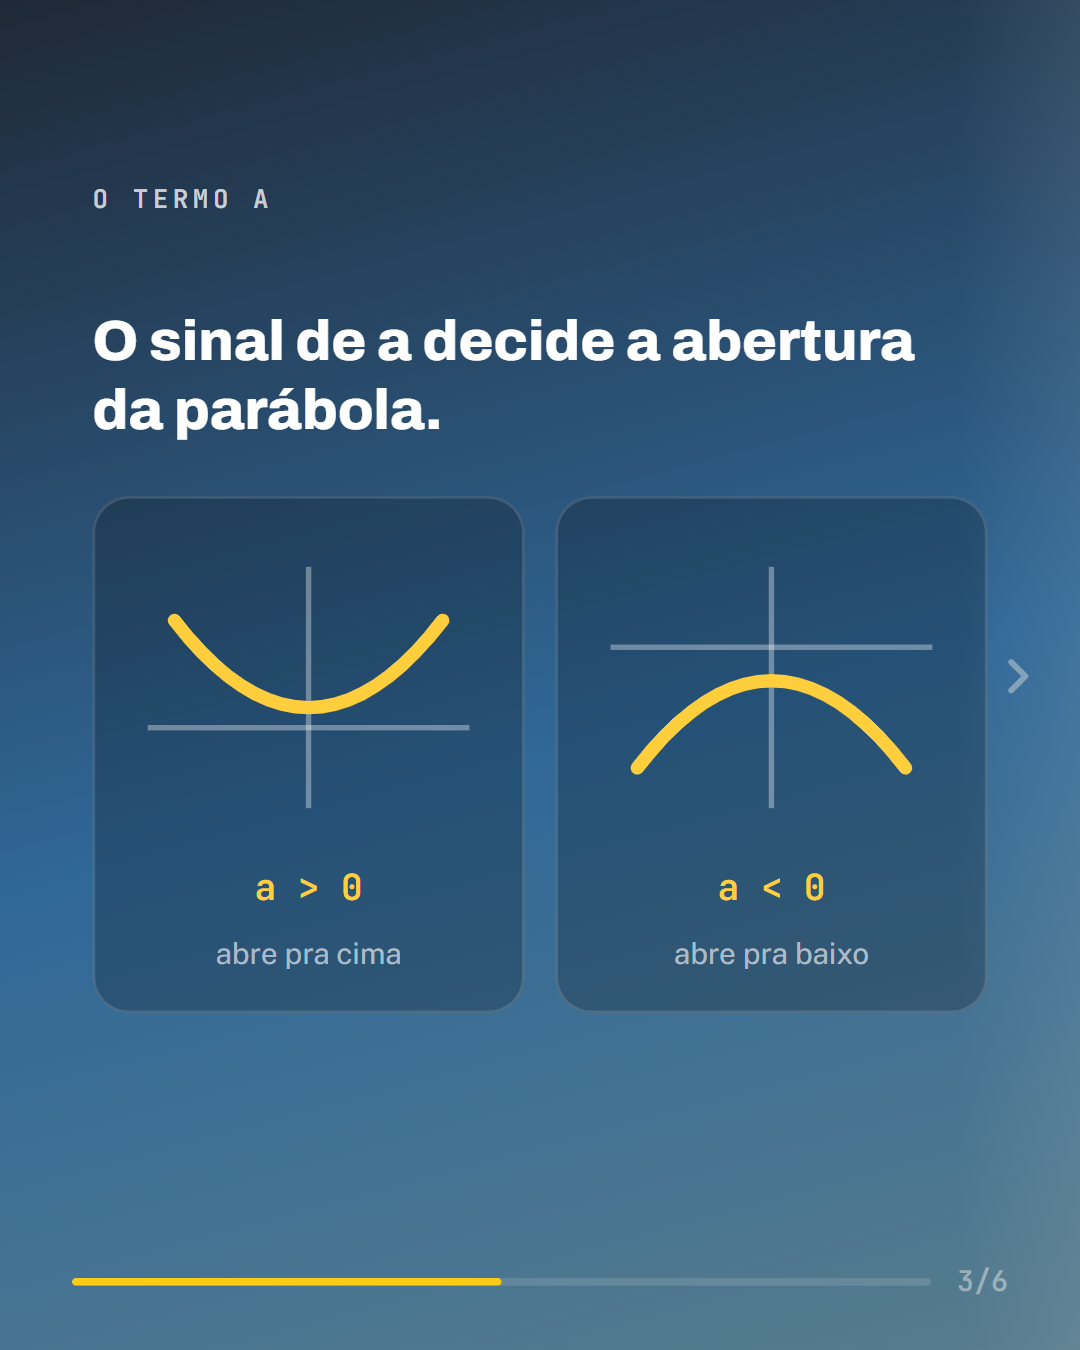 O TERMO A
O sinal de a decide a abertura
da parábola.
a > 0
abre pra cima
a < 0
abre pra baixo
3/6